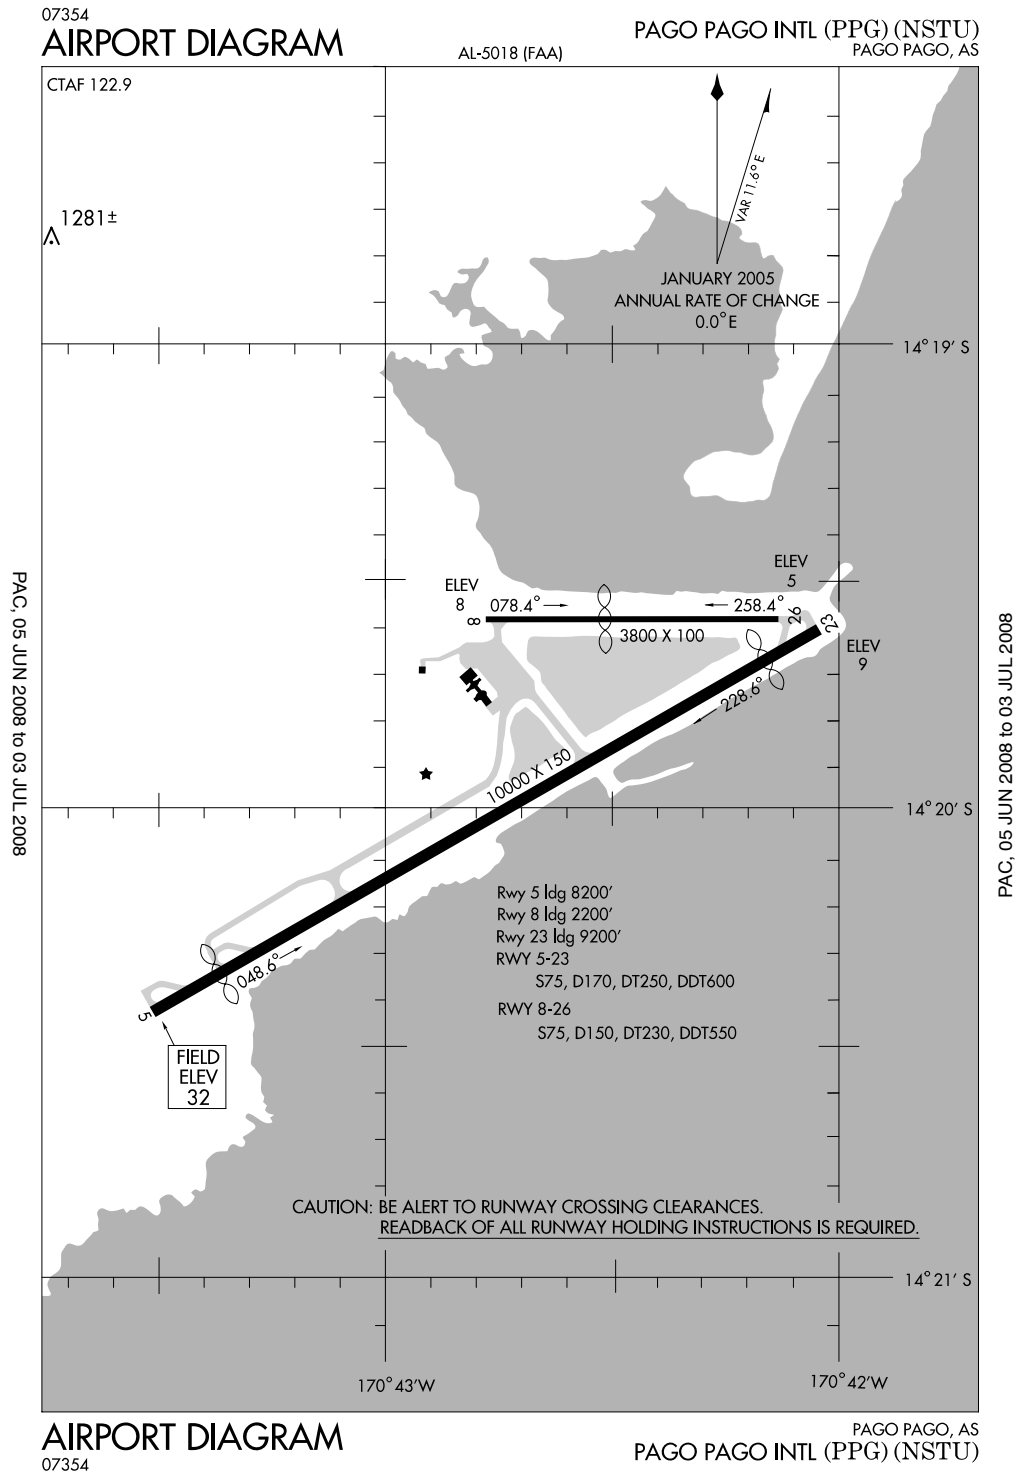 07354
AIRPORT DIAGRAM
AL-5018 (FAA)
PAGO PAGO INTL (PPG) (NSTU)
PAGO PAGO, AS
CTAF 122.9
1281±
VAR 11.6° E
JANUARY 2005
ANNUAL RATE OF CHANGE
0.0° E
14° 19' S
ELEV
5
ELEV
8
078.4°
258.4°
8
26
3800 X 100
23
ELEV
9
228.6°
10000 X 150
14° 20' S
Rwy 5 ldg 8200'
Rwy 8 ldg 2200'
Rwy 23 ldg 9200'
RWY 5-23
S75, D170, DT250, DDT600
RWY 8-26
S75, D150, DT230, DDT550
048.6°
5
FIELD
ELEV
32
CAUTION: BE ALERT TO RUNWAY CROSSING CLEARANCES.
READBACK OF ALL RUNWAY HOLDING INSTRUCTIONS IS REQUIRED.
14° 21' S
170° 43' W
170° 42' W
PAC, 05 JUN 2008 to 03 JUL 2008
PAC, 05 JUN 2008 to 03 JUL 2008
AIRPORT DIAGRAM
07354
PAGO PAGO, AS
PAGO PAGO INTL (PPG) (NSTU)